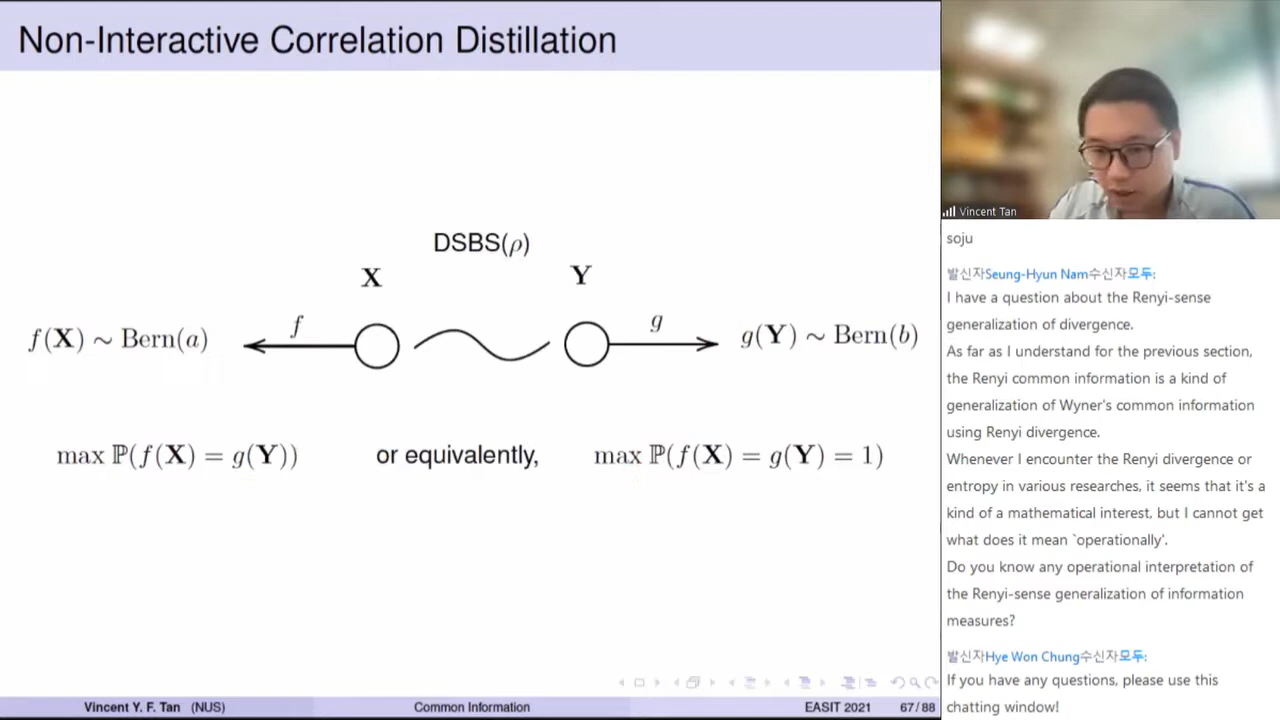 Non-Interactive Correlation Distillation
DSBS(ρ)
X Y
f(X) ∼ Bern(a) f g g(Y) ∼ Bern(b)
max ℙ(f(X) = g(Y)) or equivalently, max ℙ(f(X) = g(Y) = 1)
Vincent Y. F. Tan (NUS) Common Information EASIT 2021 67 / 88
Vincent Tan
soju
발신자Seung-Hyun Nam수신자모두:
I have a question about the Renyi-sense
generalization of divergence.
As far as I understand for the previous section,
the Renyi common information is a kind of
generalization of Wyner's common information
using Renyi divergence.
Whenever I encounter the Renyi divergence or
entropy in various researches, it seems that it's a
kind of a mathematical interest, but I cannot get
what does it mean `operationally'.
Do you know any operational interpretation of
the Renyi-sense generalization of information
measures?
발신자Hye Won Chung수신자모두:
If you have any questions, please use this
chatting window!